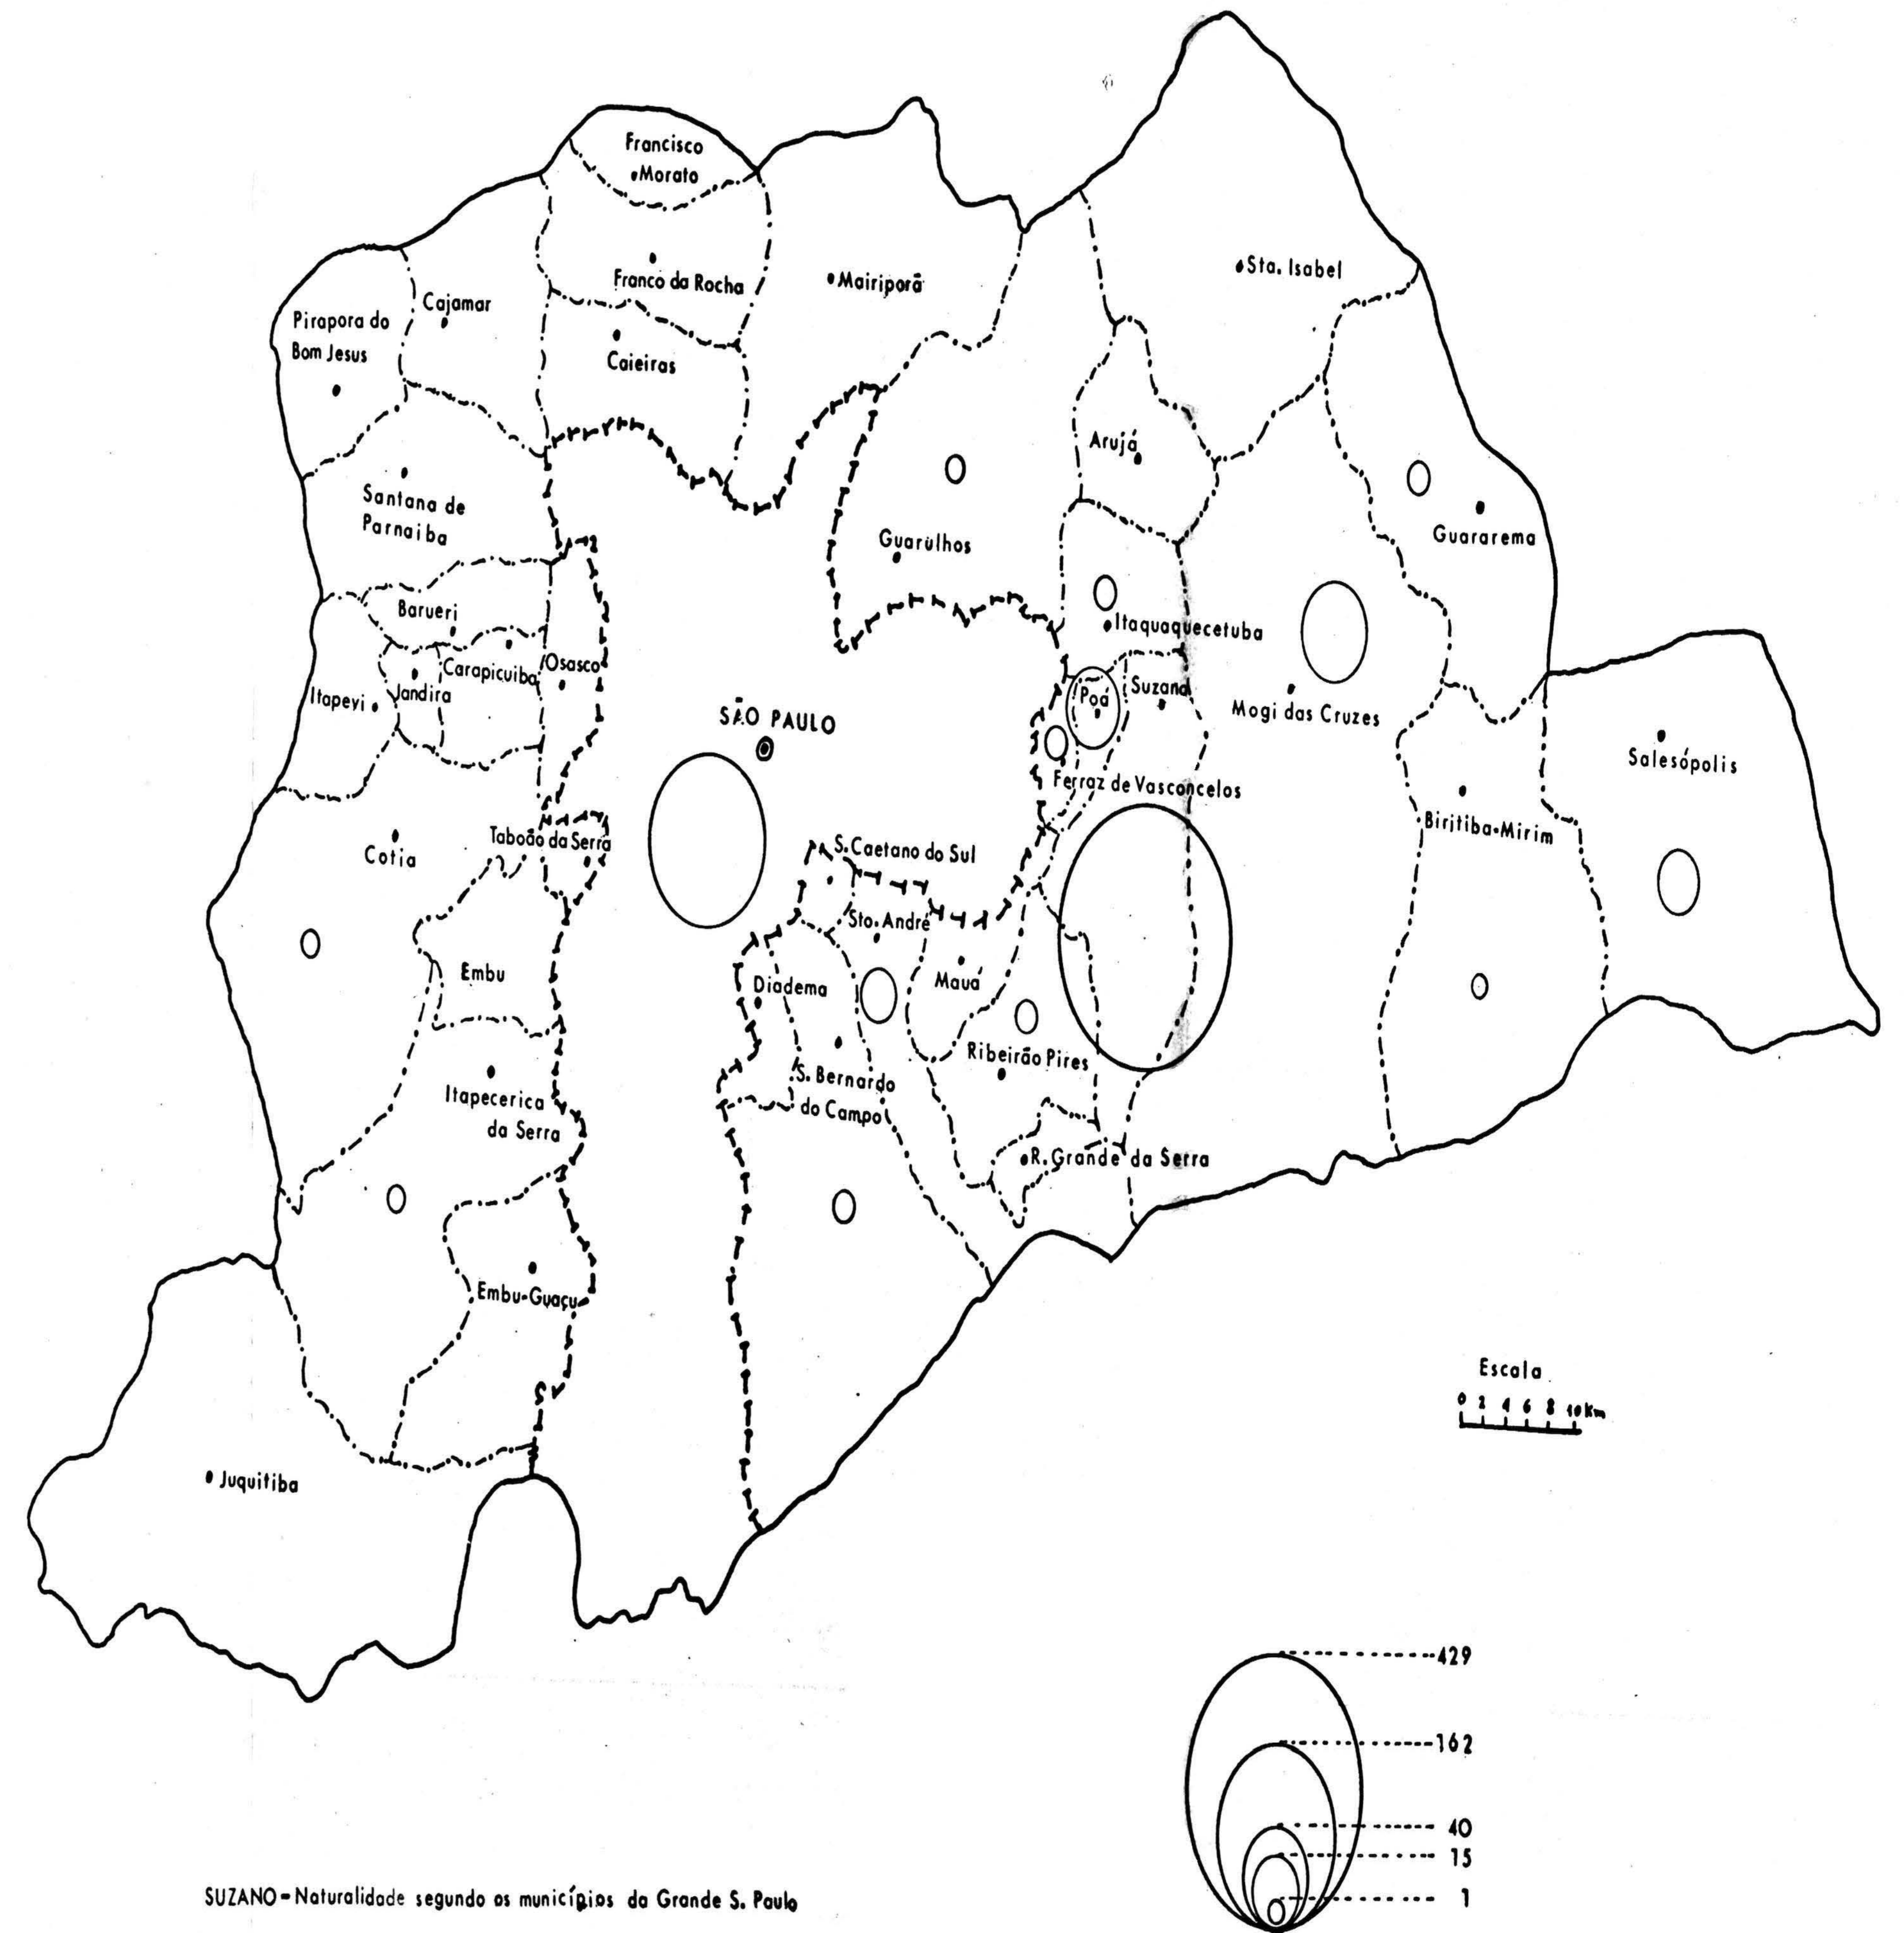 Francisco
Morato
Franco da Rocha
Mairiporã
Sta. Isabel
Cajamar
Pirapora do
Bom Jesus
Caieiras
Arujá
Santana de
Parnaiba
Guarulhos
Guararema
Barueri
Itaquaquecetuba
Carapicuiba
Osasco
Jandira
Itapevi
Poá
Suzano
Mogi das Cruzes
SÃO PAULO
Salesópolis
Ferraz de Vasconcelos
Biritiba-Mirim
Taboão da Serra
Cotia
S. Caetano do Sul
Sto. André
Embu
Diadema
Mauá
Ribeirão Pires
S. Bernardo
do Campo
Itapecerica
da Serra
R. Grande da Serra
Embu-Guaçu
Escala
0 2 4 6 8 10 Km
Juquitiba
429
162
40
15
1
SUZANO - Naturalidade segundo os municípios da Grande S. Paulo